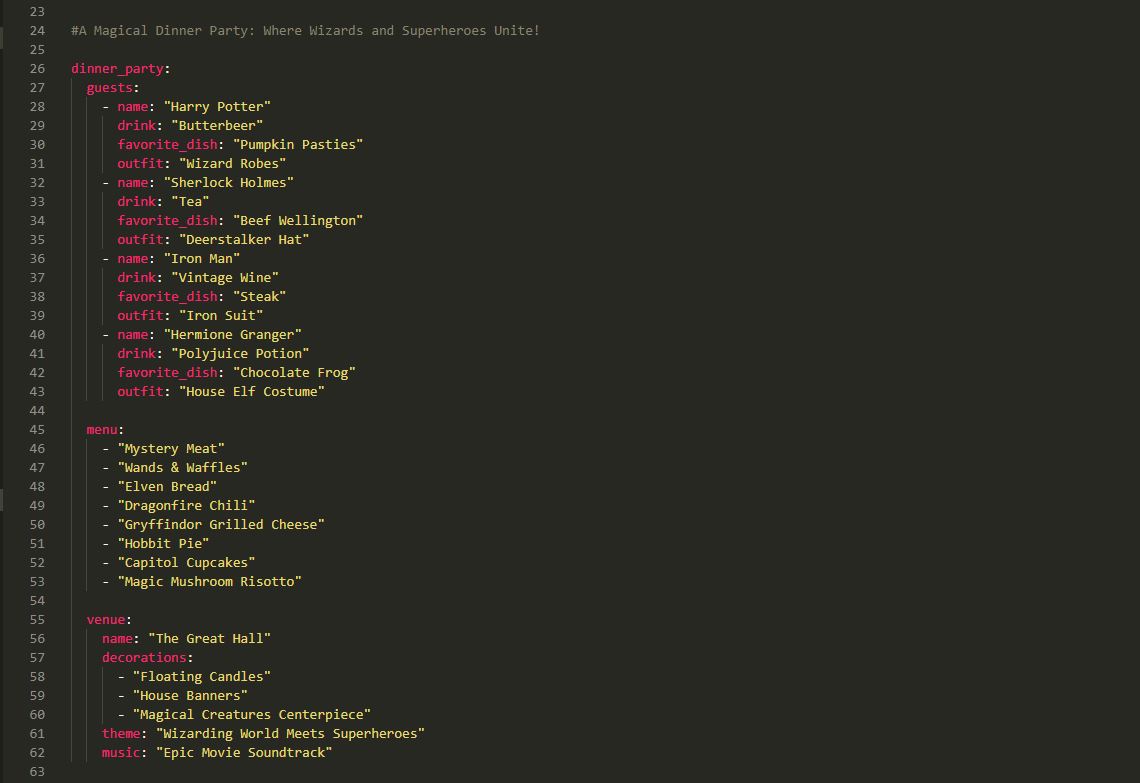 23
24 #A Magical Dinner Party: Where Wizards and Superheroes Unite!
25
26 dinner_party:
27   guests:
28     - name: "Harry Potter"
29       drink: "Butterbeer"
30       favorite_dish: "Pumpkin Pasties"
31       outfit: "Wizard Robes"
32     - name: "Sherlock Holmes"
33       drink: "Tea"
34       favorite_dish: "Beef Wellington"
35       outfit: "Deerstalker Hat"
36     - name: "Iron Man"
37       drink: "Vintage Wine"
38       favorite_dish: "Steak"
39       outfit: "Iron Suit"
40     - name: "Hermione Granger"
41       drink: "Polyjuice Potion"
42       favorite_dish: "Chocolate Frog"
43       outfit: "House Elf Costume"
44
45   menu:
46     - "Mystery Meat"
47     - "Wands & Waffles"
48     - "Elven Bread"
49     - "Dragonfire Chili"
50     - "Gryffindor Grilled Cheese"
51     - "Hobbit Pie"
52     - "Capitol Cupcakes"
53     - "Magic Mushroom Risotto"
54
55   venue:
56     name: "The Great Hall"
57     decorations:
58       - "Floating Candles"
59       - "House Banners"
60       - "Magical Creatures Centerpiece"
61     theme: "Wizarding World Meets Superheroes"
62     music: "Epic Movie Soundtrack"
63